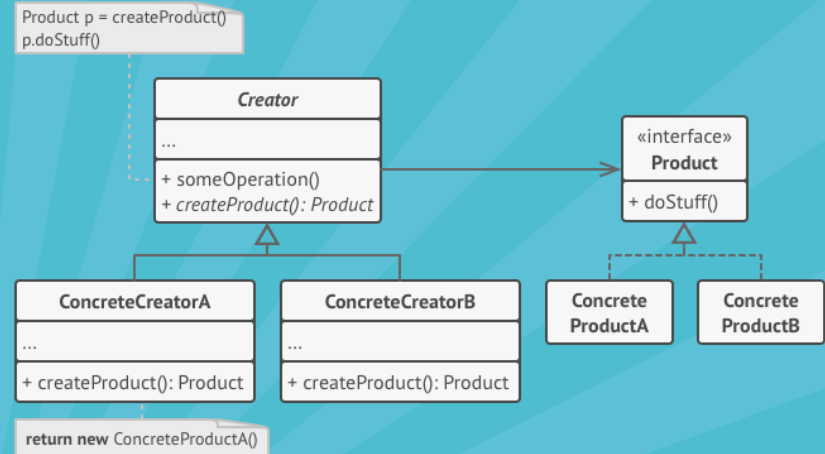 Product p = createProduct()
p.doStuff()
Creator
...
+ someOperation()
+ createProduct(): Product
«interface»
Product
+ doStuff()
ConcreteCreatorA
...
+ createProduct(): Product
ConcreteCreatorB
...
+ createProduct(): Product
Concrete
ProductA
Concrete
ProductB
return new ConcreteProductA()